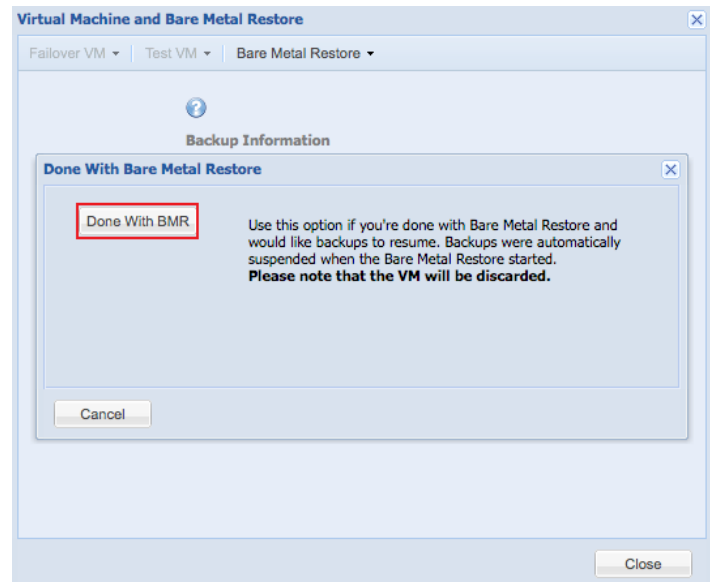 Virtual Machine and Bare Metal Restore
Failover VM Test VM Bare Metal Restore
Backup Information
Done With Bare Metal Restore
Done With BMR
Use this option if you're done with Bare Metal Restore and
would like backups to resume. Backups were automatically
suspended when the Bare Metal Restore started.
Please note that the VM will be discarded.
Cancel
Close